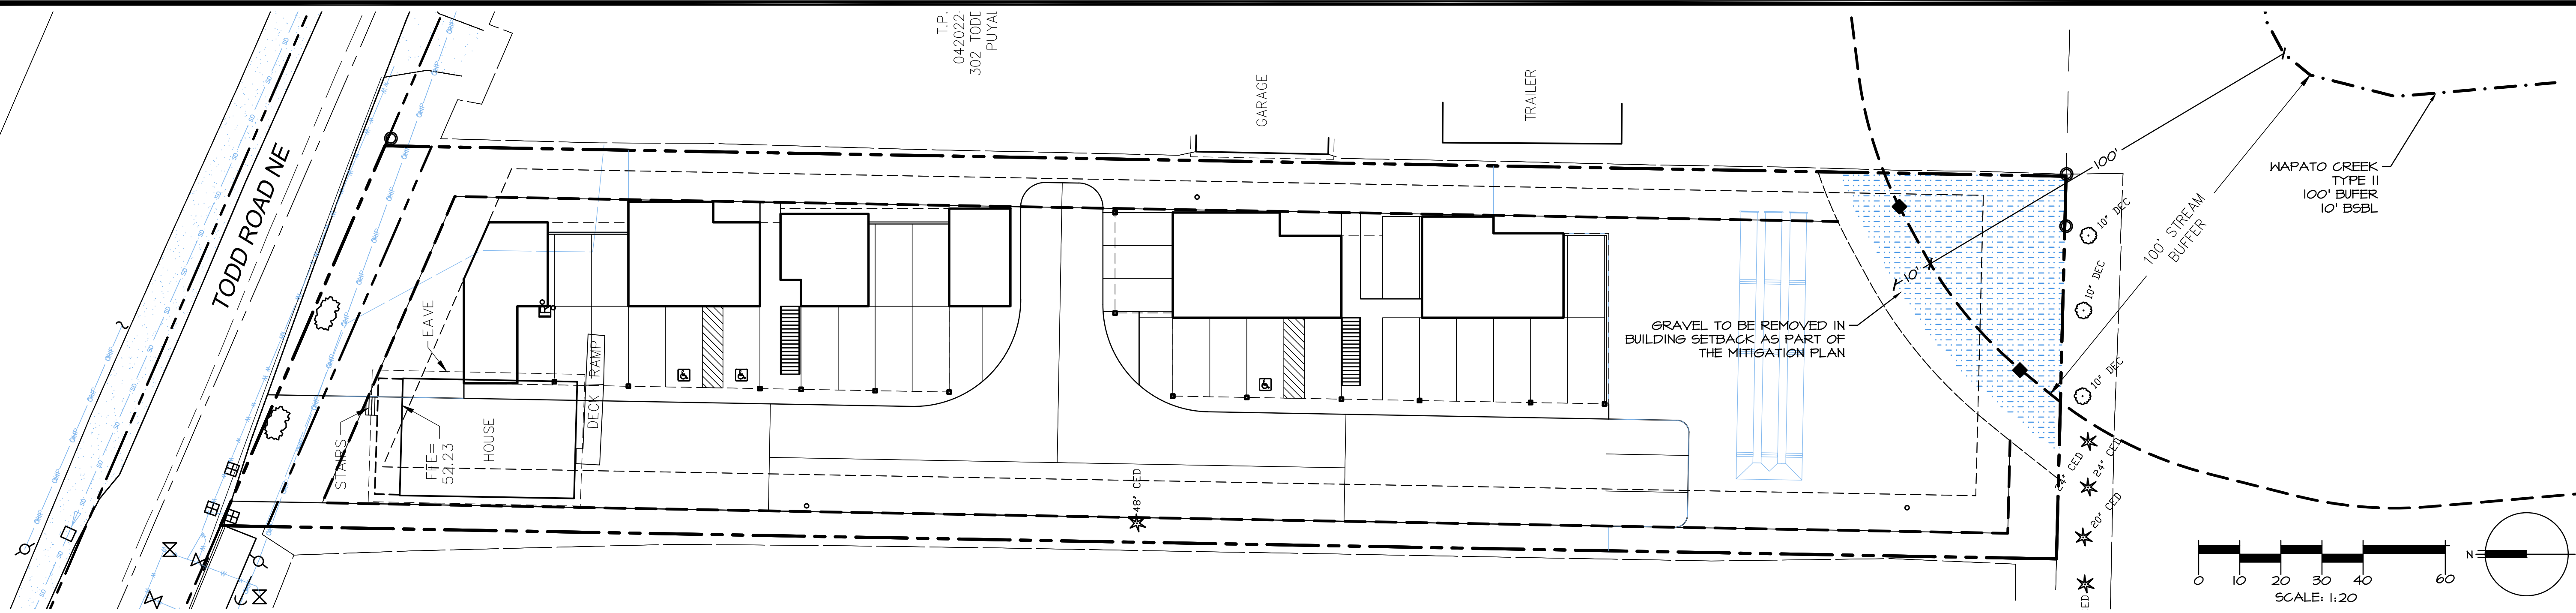 T.P.
042022-
302 TODD
PUYAL
TODD ROAD NE
GARAGE
TRAILER
EAVE
DECK
RAMP
STAIRS
FFE=
52.23
HOUSE
48" CED
GRAVEL TO BE REMOVED IN
BUILDING SETBACK AS PART OF
THE MITIGATION PLAN
10'
100'
10" DEC
10" DEC
10" DEC
24" CED
24" CED
20" CED
CED
100' STREAM
BUFFER
WAPATO CREEK
TYPE II
100' BUFER
10' BSBL
N
0 10 20 30 40 60
SCALE: 1:20